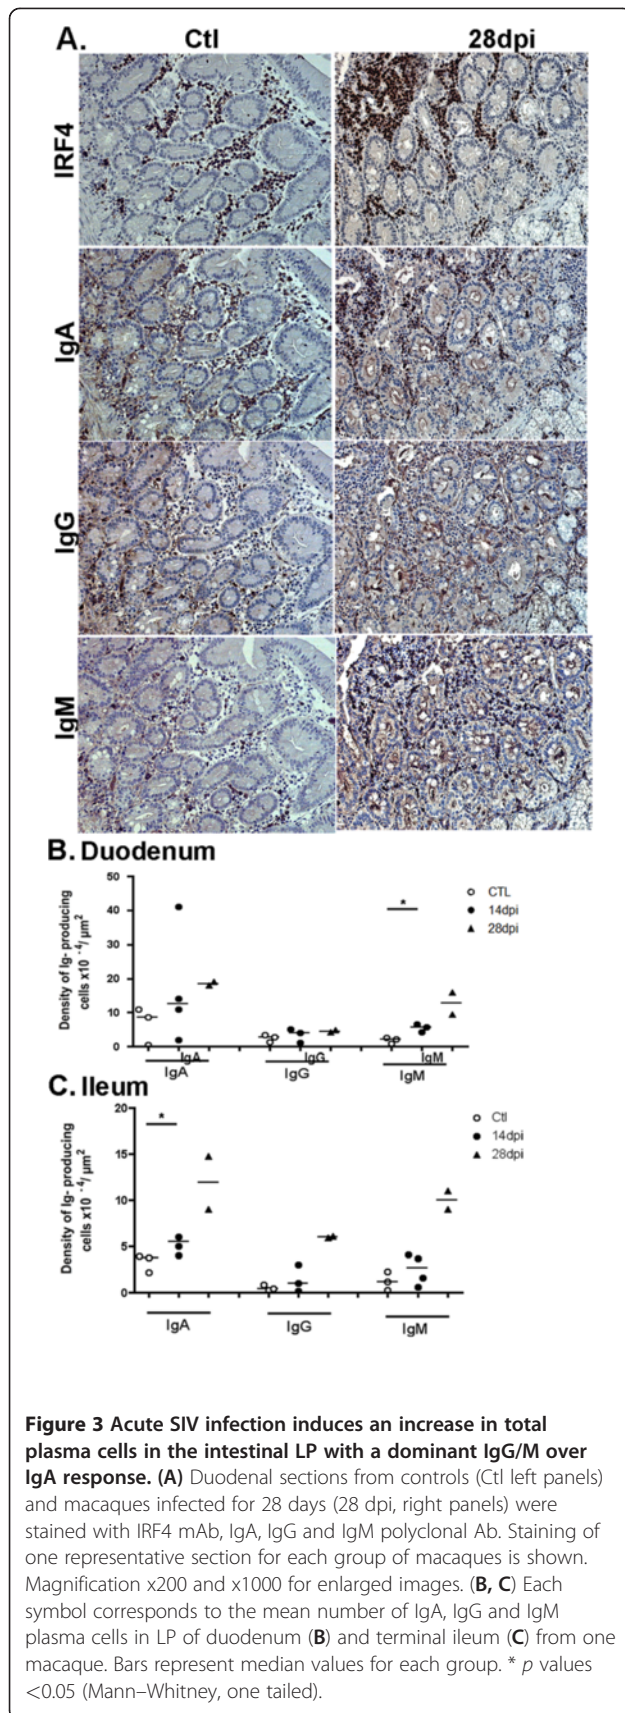 A.
Ctl
28dpi
IRF4
IgA
IgG
IgM
B. Duodenum
Density of Ig- producing
cells x10 -4/ µm2
50
40
30
20
10
0
*
CTL
14dpi
28dpi
IgA
IgG
IgM
IgA
IgG
IgM
C. Ileum
Density of Ig- producing
cells x10 -4/ µm2
20
15
10
5
0
*
Ctl
14dpi
28dpi
IgA
IgG
IgM
Figure 3 Acute SIV infection induces an increase in total
plasma cells in the intestinal LP with a dominant IgG/M over
IgA response. (A) Duodenal sections from controls (Ctl left panels)
and macaques infected for 28 days (28 dpi, right panels) were
stained with IRF4 mAb, IgA, IgG and IgM polyclonal Ab. Staining of
one representative section for each group of macaques is shown.
Magnification x200 and x1000 for enlarged images. (B, C) Each
symbol corresponds to the mean number of IgA, IgG and IgM
plasma cells in LP of duodenum (B) and terminal ileum (C) from one
macaque. Bars represent median values for each group. * p values
<0.05 (Mann–Whitney, one tailed).